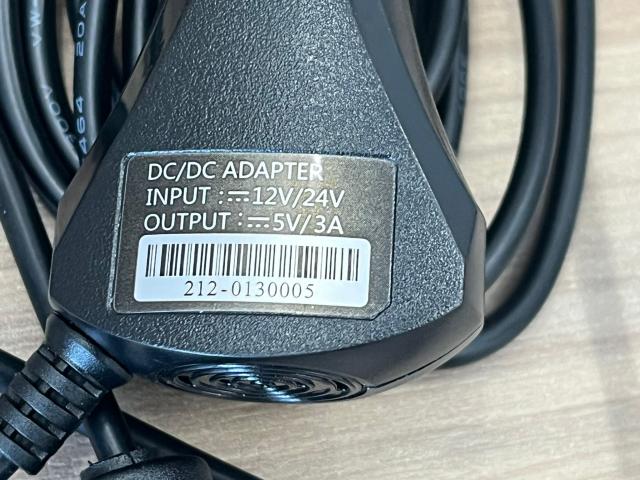 DC/DC ADAPTER
INPUT : ⎓ 12V/24V
OUTPUT : ⎓ 5V/3A
212-0130005